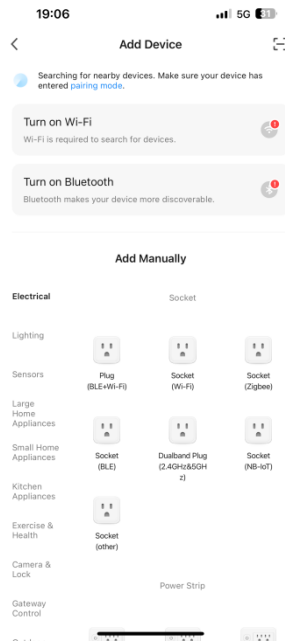 19:06
5G 31
Add Device
Searching for nearby devices. Make sure your device has
entered pairing mode.
Turn on Wi-Fi
Wi-Fi is required to search for devices.
Turn on Bluetooth
Bluetooth makes your device more discoverable.
Add Manually
Electrical
Socket
Lighting
Plug
(BLE+Wi-Fi)
Socket
(Wi-Fi)
Socket
(Zigbee)
Sensors
Large
Home
Appliances
Small Home
Appliances
Socket
(BLE)
Dualband Plug
(2.4GHz&5GH
z)
Socket
(NB-IoT)
Kitchen
Appliances
Socket
(other)
Exercise &
Health
Camera &
Lock
Power Strip
Gateway
Control